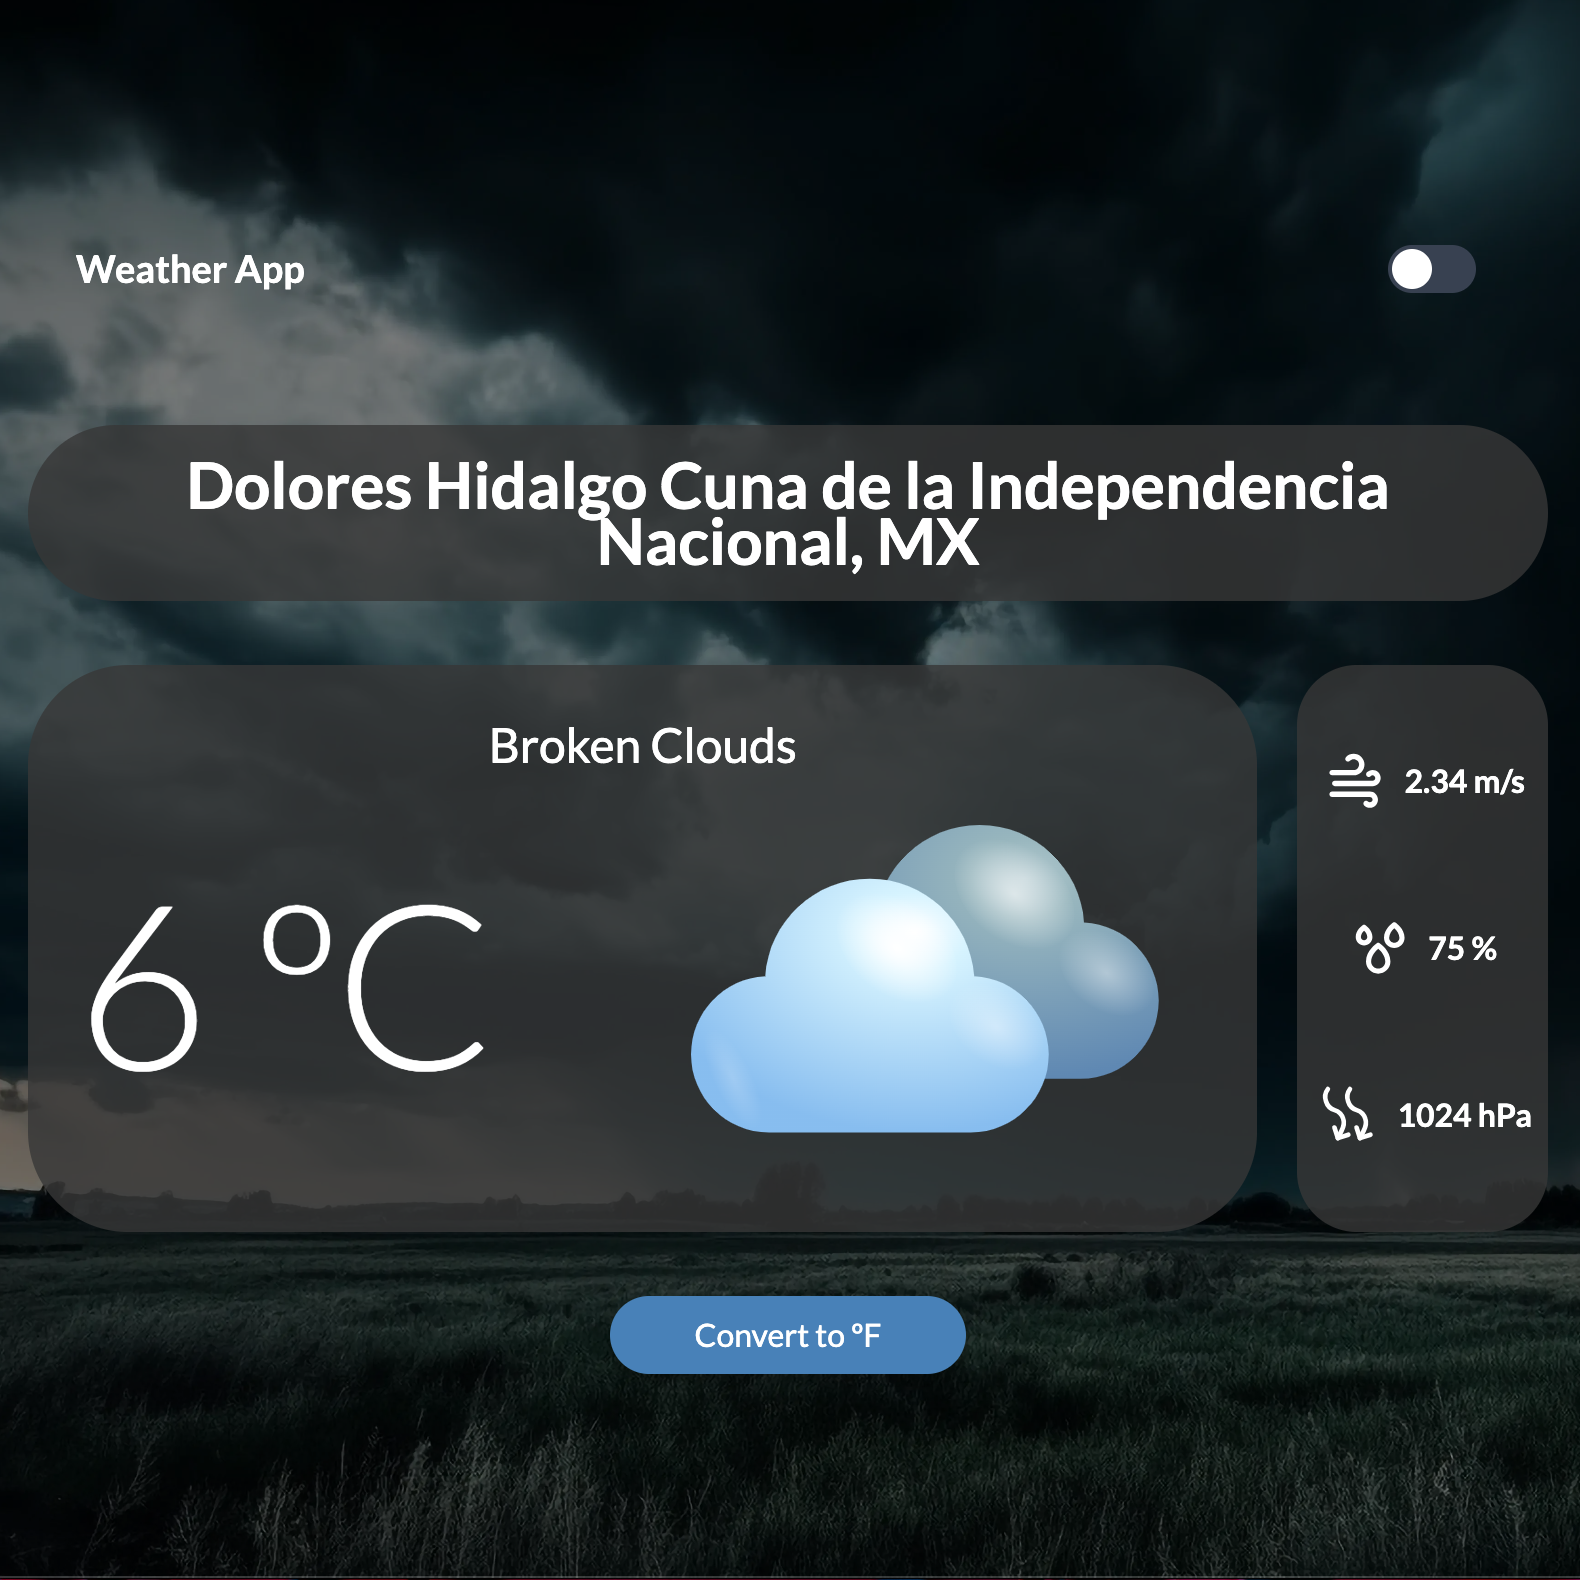 Weather App
Dolores Hidalgo Cuna de la Independencia
Nacional, MX
Broken Clouds
6 °C
2.34 m/s
75 %
1024 hPa
Convert to °F